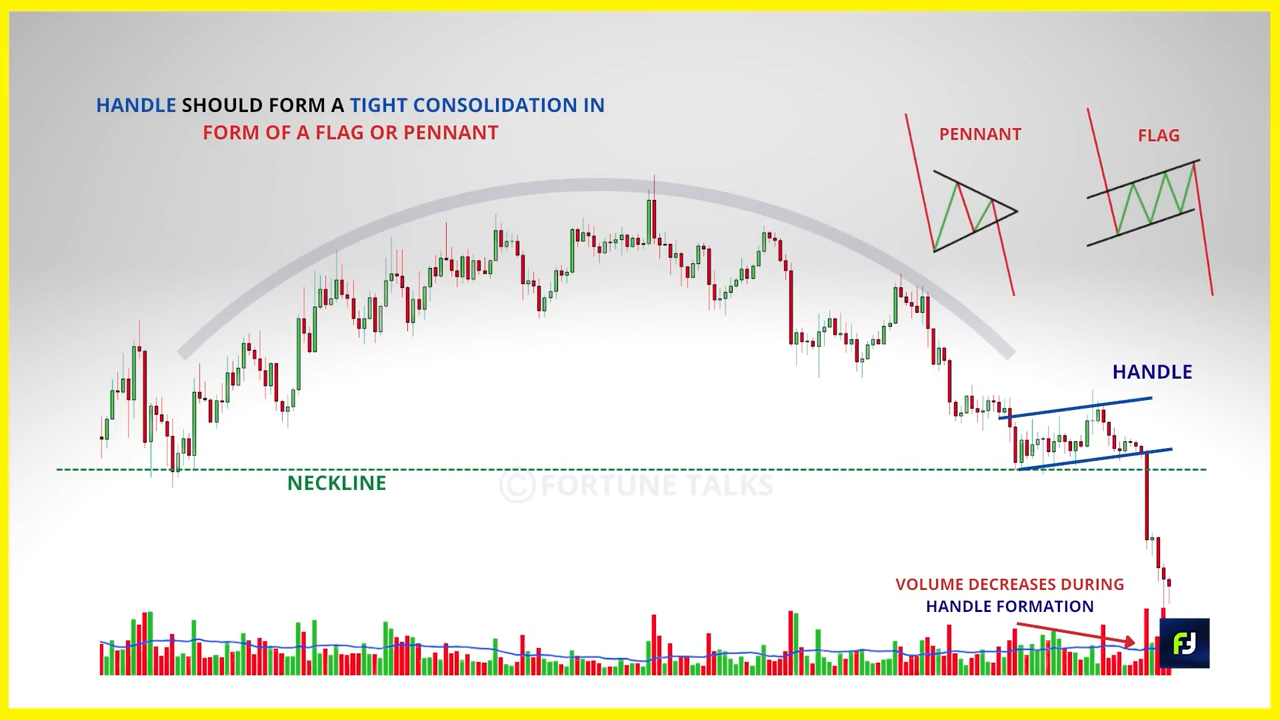 HANDLE SHOULD FORM A TIGHT CONSOLIDATION IN
FORM OF A FLAG OR PENNANT
PENNANT
FLAG
HANDLE
NECKLINE
© FORTUNE TALKS
VOLUME DECREASES DURING
HANDLE FORMATION